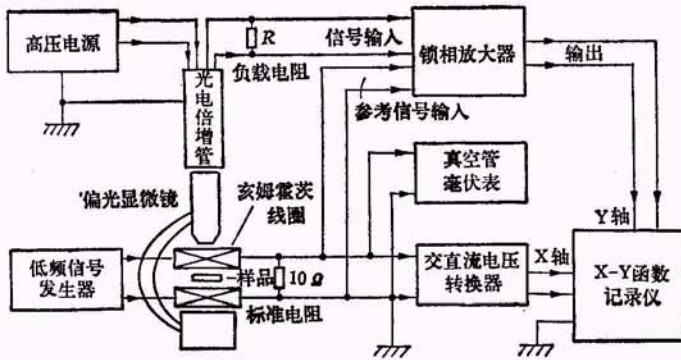 高压电源
R
信号输入
负载电阻
锁相放大器
输出
光电倍增管
参考信号输入
真空管
毫伏表
偏光显微镜
亥姆霍茨
线圈
Y轴
低频信号
发生器
样品
10Ω
标准电阻
交直流电压
转换器
X轴
X-Y函数
记录仪